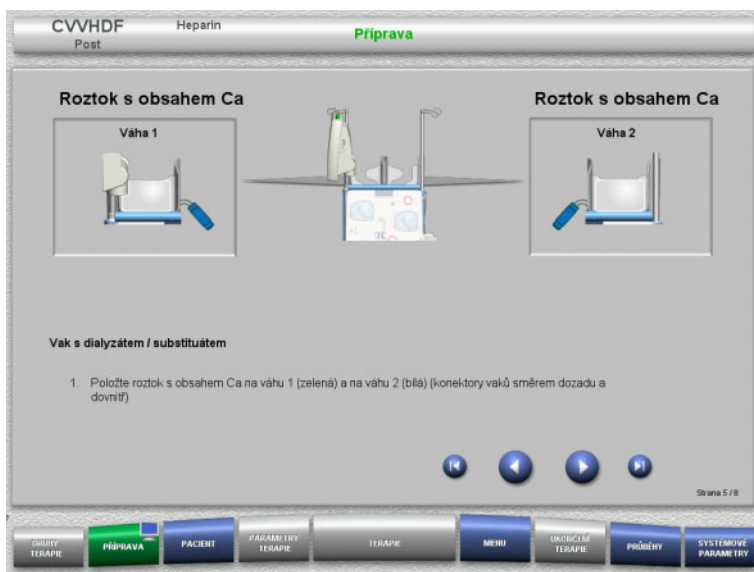 CVVHDF
Post
Heparin
Příprava
Roztok s obsahem Ca
Roztok s obsahem Ca
Váha 1
Váha 2
Vak s dialyzátem / substituátem
1. Položte roztok s obsahem Ca na váhu 1 (zelená) a na váhu 2 (bílá) (konektory vaků směrem dozadu a
dovnitř)
Strana 5 / 8
DRUHY
TERAPIE
PŘÍPRAVA
PACIENT
PARAMETRY
TERAPIE
TERAPIE
MENU
UKONČENÍ
TERAPIE
PRŮBĚHY
SYSTÉMOVÉ
PARAMETRY